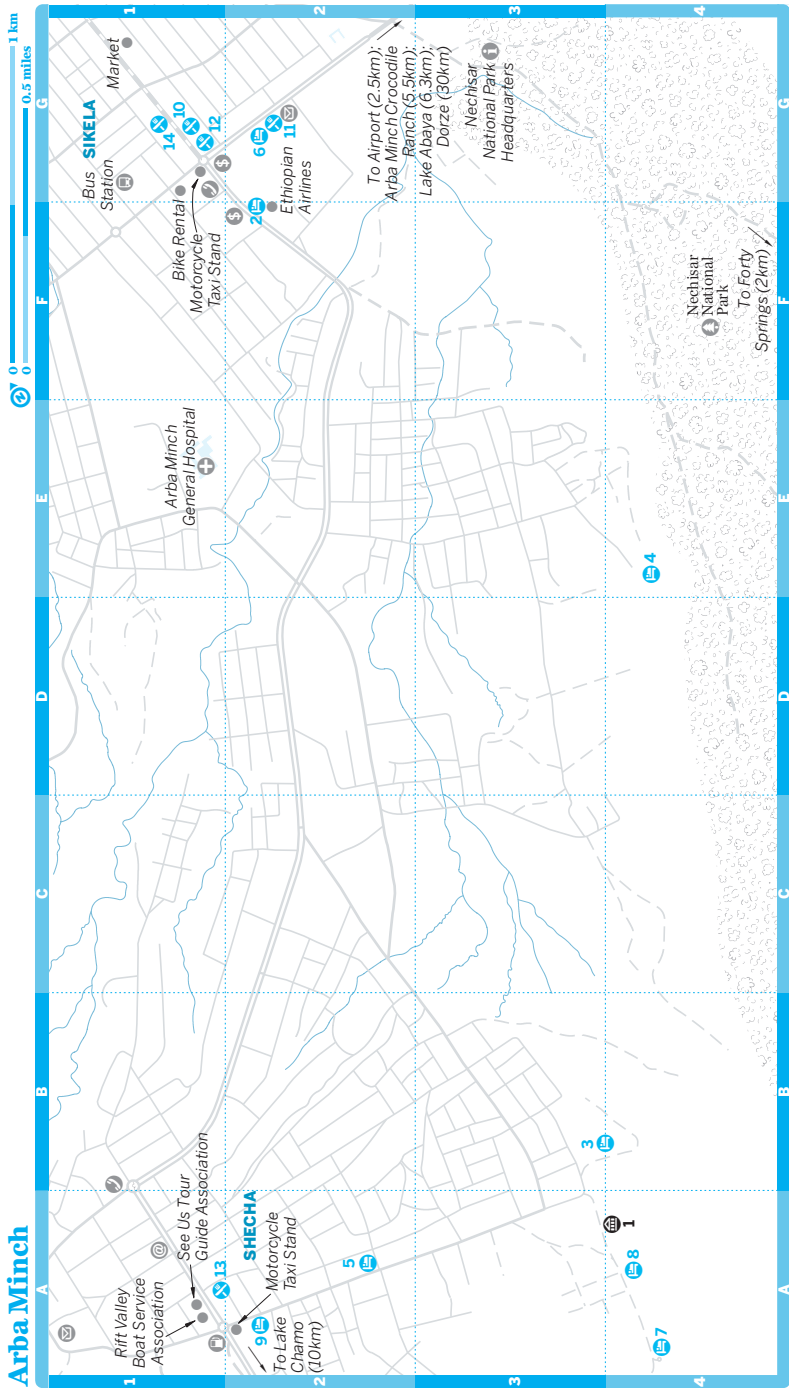 Arba Minch
0
1 km
0
0.5 miles
A
B
C
D
E
F
G
1
2
3
4
Rift Valley
Boat Service
Association
See Us Tour
Guide Association
@
13
SHECHA
9
Motorcycle
Taxi Stand
To Lake
Chamo
(10km)
5
7
8
1
3
Arba Minch
General Hospital
4
Bus
Station
SIKELA
Market
Bike Rental
Motorcycle
Taxi Stand
14
10
12
$
$
2
6
11
Ethiopian
Airlines
To Airport (2.5km);
Arba Minch Crocodile
Ranch (5.5km);
Lake Abaya (6.3km);
Dorze (30km)
Nechisar
National Park
Headquarters
i
Nechisar
National
Park
To Forty
Springs (2km)
A
B
C
D
E
F
G
1
2
3
4